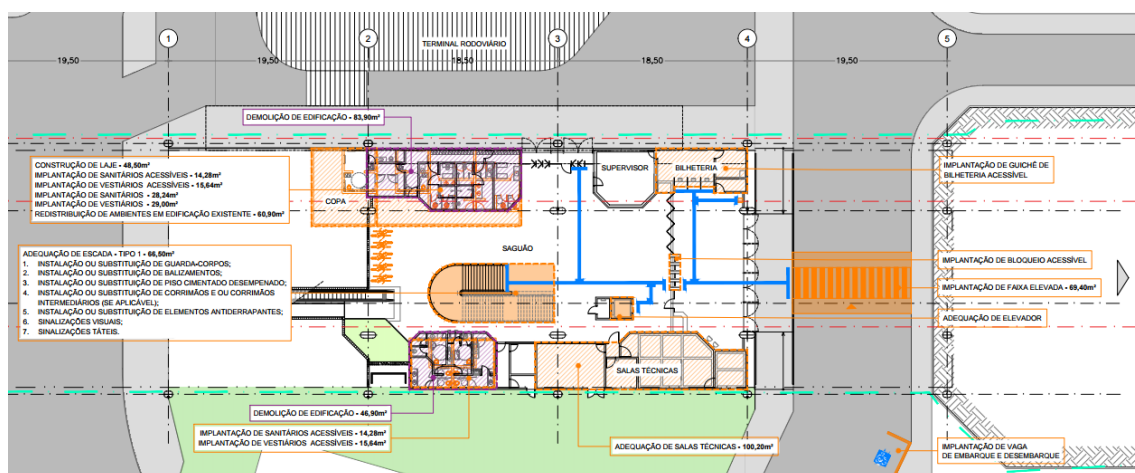 TERMINAL RODOVIÁRIO
1
2
3
4
5
19,50
19,50
18,50
18,50
19,50
DEMOLIÇÃO DE EDIFICAÇÃO - 83,90m²
CONSTRUÇÃO DE LAJE - 48,50m²
IMPLANTAÇÃO DE SANITÁRIOS ACESSÍVEIS - 14,28m²
IMPLANTAÇÃO DE VESTIÁRIOS ACESSÍVEIS - 15,64m²
IMPLANTAÇÃO DE SANITÁRIOS - 28,24m²
IMPLANTAÇÃO DE VESTIÁRIOS - 29,00m²
REDISTRIBUIÇÃO DE AMBIENTES EM EDIFICAÇÃO EXISTENTE - 60,90m²
COPA
SUPERVISOR
BILHETERIA
IMPLANTAÇÃO DE GUICHÊ DE
BILHETERIA ACESSÍVEL
SAGUÃO
ADEQUAÇÃO DE ESCADA - TIPO 1 - 66,50m²
1. INSTALAÇÃO OU SUBSTITUIÇÃO DE GUARDA-CORPOS;
2. INSTALAÇÃO OU SUBSTITUIÇÃO DE BALIZAMENTOS;
3. INSTALAÇÃO OU SUBSTITUIÇÃO DE PISO CIMENTADO DESEMPENADO;
4. INSTALAÇÃO OU SUBSTITUIÇÃO DE CORRIMÃOS E OU CORRIMÃOS
INTERMEDIÁRIOS (SE APLICÁVEL);
5. INSTALAÇÃO OU SUBSTITUIÇÃO DE ELEMENTOS ANTIDERRAPANTES;
6. SINALIZAÇÕES VISUAIS;
7. SINALIZAÇÕES TÁTEIS.
IMPLANTAÇÃO DE BLOQUEIO ACESSÍVEL
IMPLANTAÇÃO DE FAIXA ELEVADA - 69,40m²
ADEQUAÇÃO DE ELEVADOR
SALAS TÉCNICAS
DEMOLIÇÃO DE EDIFICAÇÃO - 46,90m²
IMPLANTAÇÃO DE SANITÁRIOS ACESSÍVEIS - 14,28m²
IMPLANTAÇÃO DE VESTIÁRIOS ACESSÍVEIS - 15,64m²
ADEQUAÇÃO DE SALAS TÉCNICAS - 100,20m²
IMPLANTAÇÃO DE VAGA
DE EMBARQUE E DESEMBARQUE